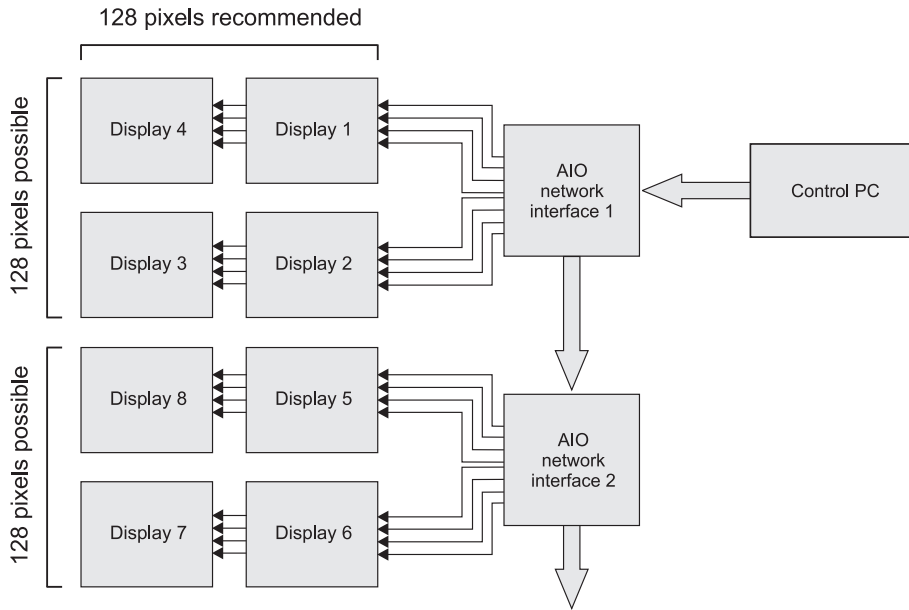 128 pixels recommended
128 pixels possible
Display 4
Display 1
AIO
network
interface 1
Control PC
Display 3
Display 2
128 pixels possible
Display 8
Display 5
AIO
network
interface 2
Display 7
Display 6